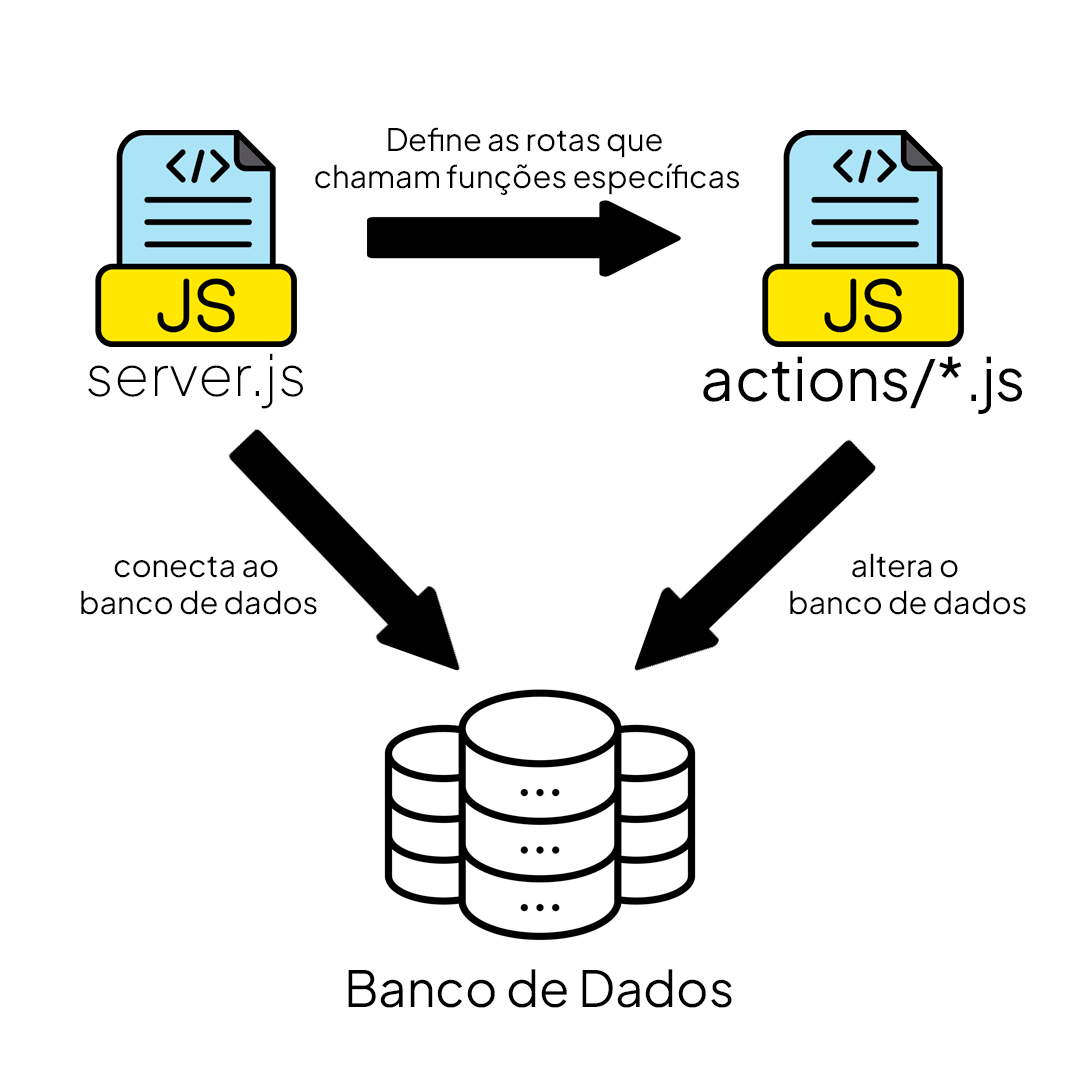 Define as rotas que
chamam funções específicas
</>
</>
JS
JS
server.js
actions/*.js
conecta ao
banco de dados
altera o
banco de dados
Banco de Dados